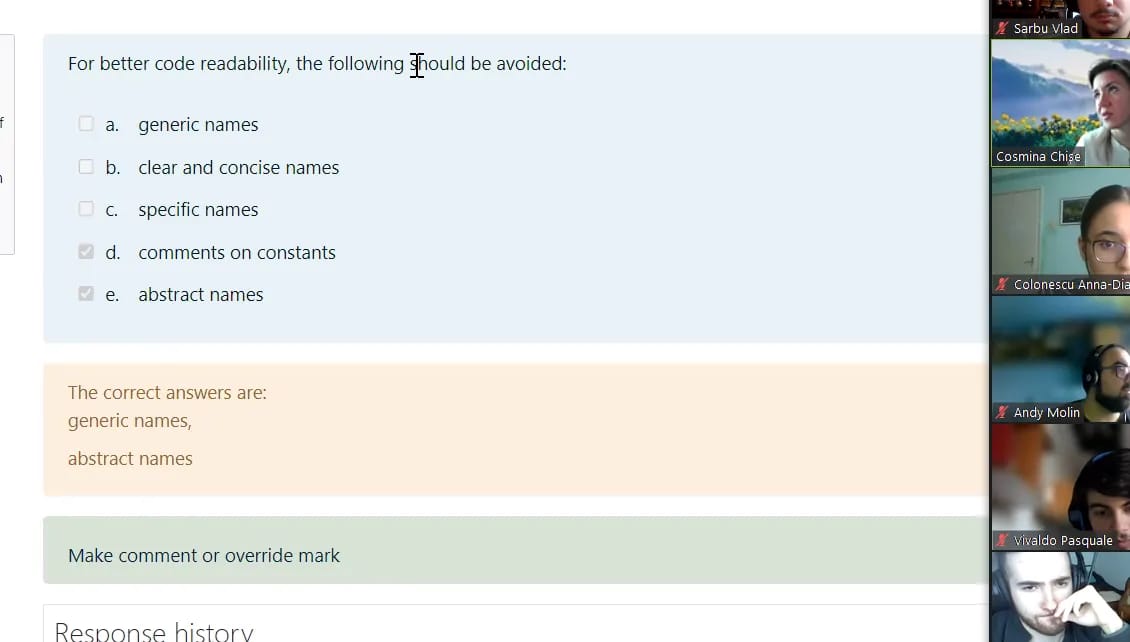 For better code readability, the following should be avoided:
a. generic names
b. clear and concise names
c. specific names
d. comments on constants
e. abstract names
The correct answers are:
generic names,
abstract names
Make comment or override mark
Response history
f
n
Sarbu Vlad
Cosmina Chise
Colonescu Anna-Dia
Andy Molin
Vivaldo Pasquale